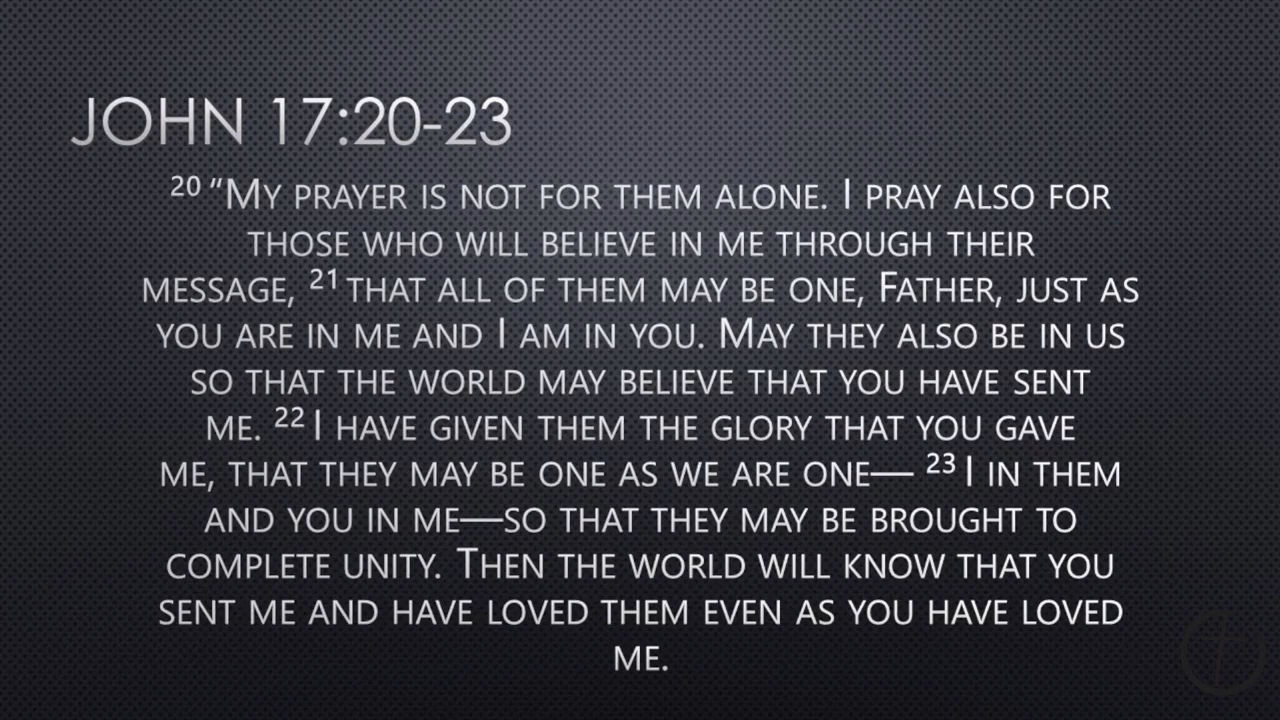 JOHN 17:20-23
20 “My prayer is not for them alone. I pray also for
those who will believe in me through their
message, 21 that all of them may be one, Father, just as
you are in me and I am in you. May they also be in us
so that the world may believe that you have sent
me. 22 I have given them the glory that you gave
me, that they may be one as we are one— 23 I in them
and you in me—so that they may be brought to
complete unity. Then the world will know that you
sent me and have loved them even as you have loved
me.